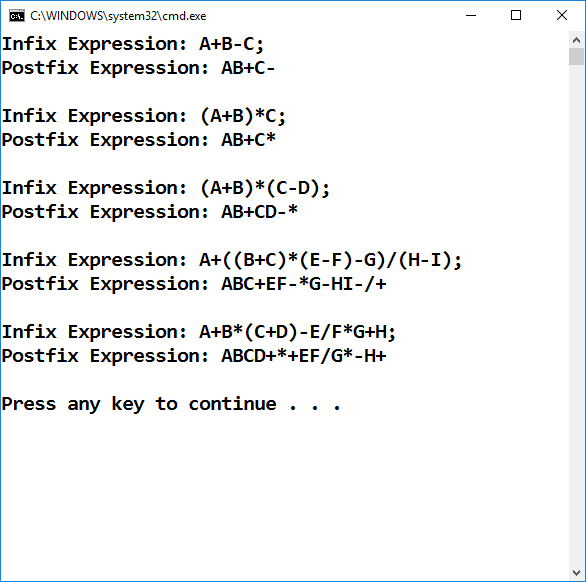 C:\WINDOWS\system32\cmd.exe
Infix Expression: A+B-C;
Postfix Expression: AB+C-
Infix Expression: (A+B)*C;
Postfix Expression: AB+C*
Infix Expression: (A+B)*(C-D);
Postfix Expression: AB+CD-*
Infix Expression: A+((B+C)*(E-F)-G)/(H-I);
Postfix Expression: ABC+EF-*G-HI-/+
Infix Expression: A+B*(C+D)-E/F*G+H;
Postfix Expression: ABCD+*+EF/G*-H+
Press any key to continue . . .